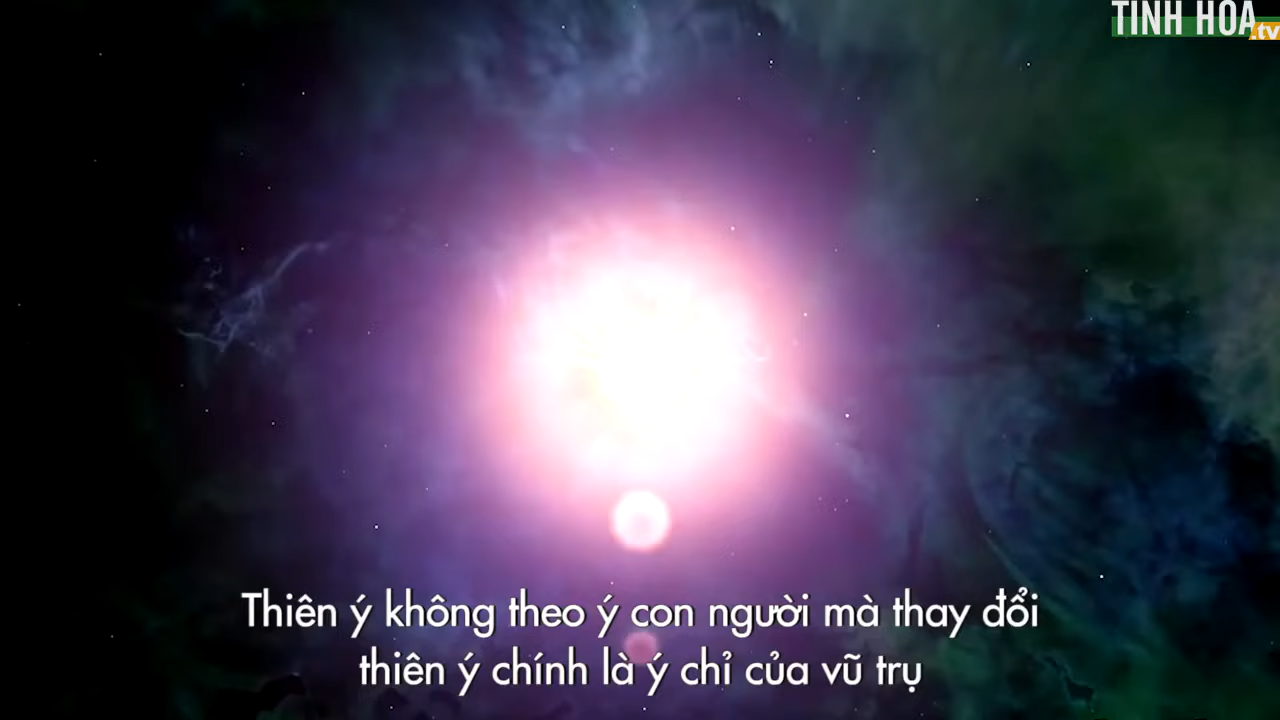 TINH HOA
.tv
Thiên ý không theo ý con người mà thay đổi
thiên ý chính là ý chỉ của vũ trụ